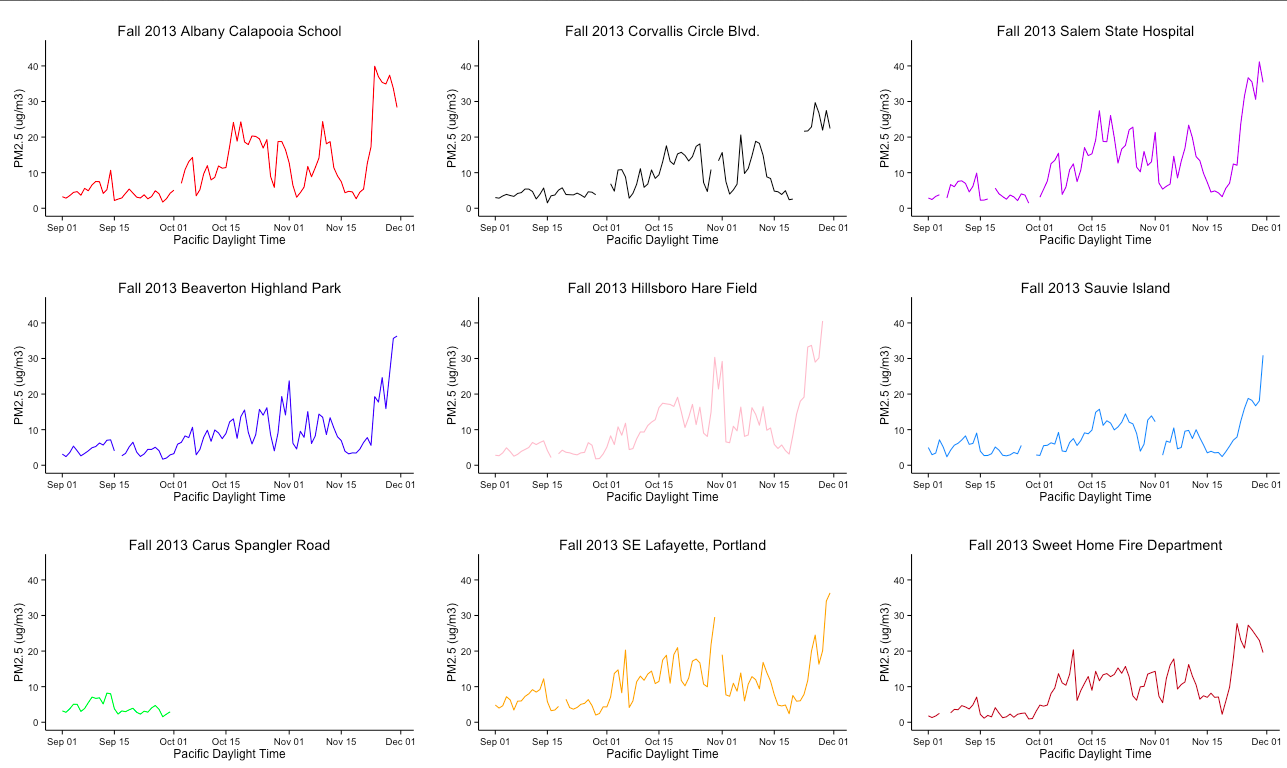 Fall 2013 Albany Calapooia School
PM2.5 (ug/m3)
40
30
20
10
0
Sep 01 Sep 15 Oct 01 Oct 15 Nov 01 Nov 15 Dec 01
Pacific Daylight Time
Fall 2013 Corvallis Circle Blvd.
PM2.5 (ug/m3)
40
30
20
10
0
Sep 01 Sep 15 Oct 01 Oct 15 Nov 01 Nov 15 Dec 01
Pacific Daylight Time
Fall 2013 Salem State Hospital
PM2.5 (ug/m3)
40
30
20
10
0
Sep 01 Sep 15 Oct 01 Oct 15 Nov 01 Nov 15 Dec 01
Pacific Daylight Time
Fall 2013 Beaverton Highland Park
PM2.5 (ug/m3)
40
30
20
10
0
Sep 01 Sep 15 Oct 01 Oct 15 Nov 01 Nov 15 Dec 01
Pacific Daylight Time
Fall 2013 Hillsboro Hare Field
PM2.5 (ug/m3)
40
30
20
10
0
Sep 01 Sep 15 Oct 01 Oct 15 Nov 01 Nov 15 Dec 01
Pacific Daylight Time
Fall 2013 Sauvie Island
PM2.5 (ug/m3)
40
30
20
10
0
Sep 01 Sep 15 Oct 01 Oct 15 Nov 01 Nov 15 Dec 01
Pacific Daylight Time
Fall 2013 Carus Spangler Road
PM2.5 (ug/m3)
40
30
20
10
0
Sep 01 Sep 15 Oct 01 Oct 15 Nov 01 Nov 15 Dec 01
Pacific Daylight Time
Fall 2013 SE Lafayette, Portland
PM2.5 (ug/m3)
40
30
20
10
0
Sep 01 Sep 15 Oct 01 Oct 15 Nov 01 Nov 15 Dec 01
Pacific Daylight Time
Fall 2013 Sweet Home Fire Department
PM2.5 (ug/m3)
40
30
20
10
0
Sep 01 Sep 15 Oct 01 Oct 15 Nov 01 Nov 15 Dec 01
Pacific Daylight Time